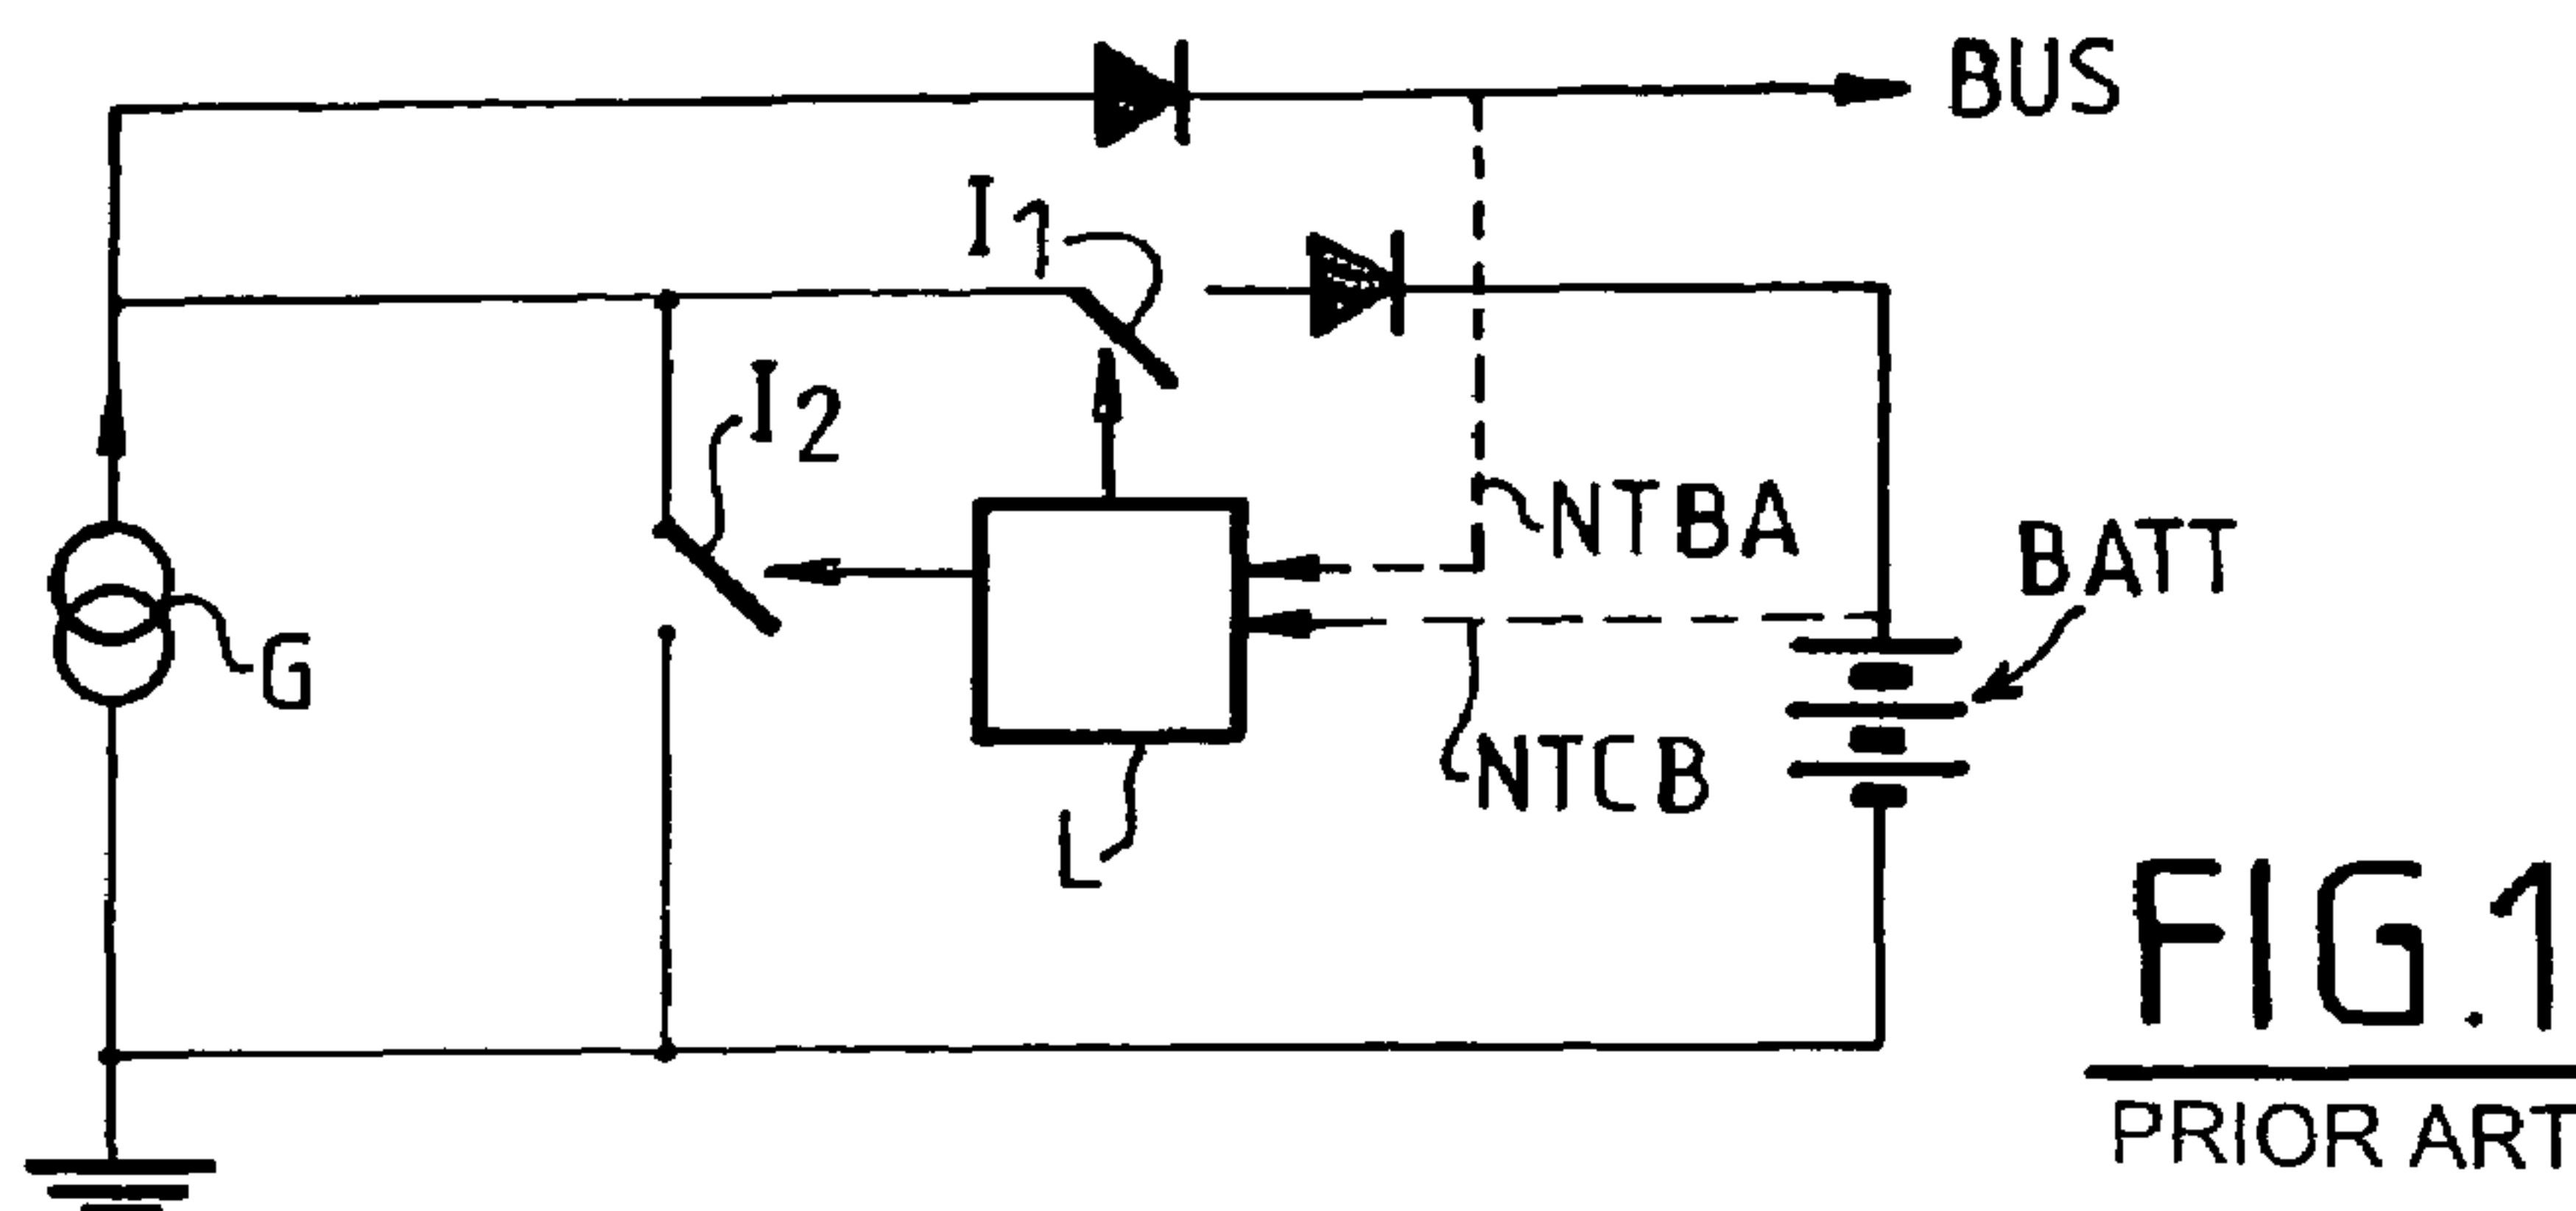 BUS
I1
I2
NTBA
BATT
G
NTCB
L
FIG.1
PRIOR ART